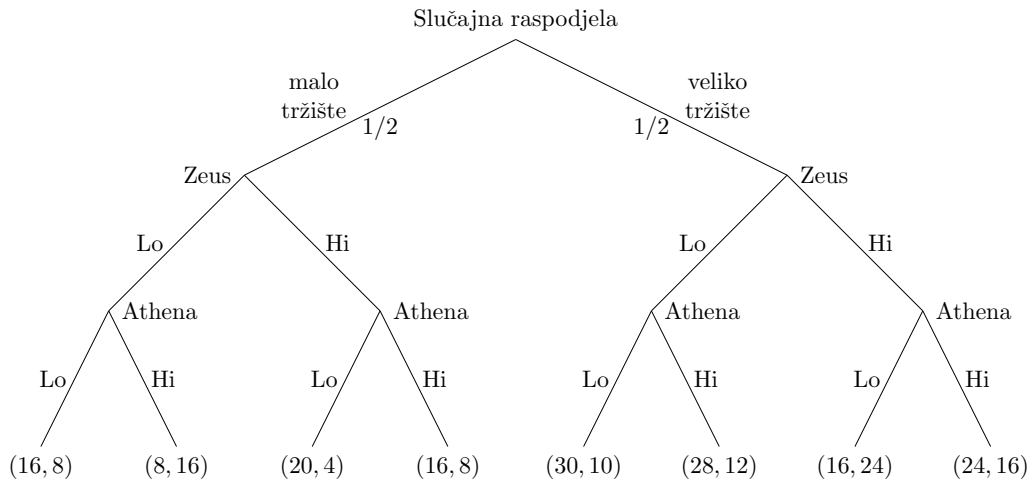 Slučajna raspodjela
malo
tržište
1/2
veliko
tržište
1/2
Zeus
Zeus
Lo
Hi
Lo
Hi
Athena
Athena
Athena
Athena
Lo
Hi
Lo
Hi
Lo
Hi
Lo
Hi
(16, 8)
(8, 16)
(20, 4)
(16, 8)
(30, 10)
(28, 12)
(16, 24)
(24, 16)